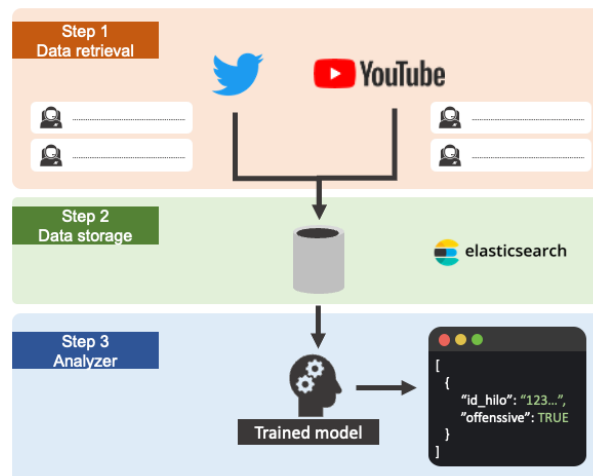 Step 1
Data retrieval
YouTube
Step 2
Data storage
elasticsearch
Step 3
Analyzer
Trained model
[
{
“id_hilo”: “123...”,
”offenssive”: TRUE
}
]